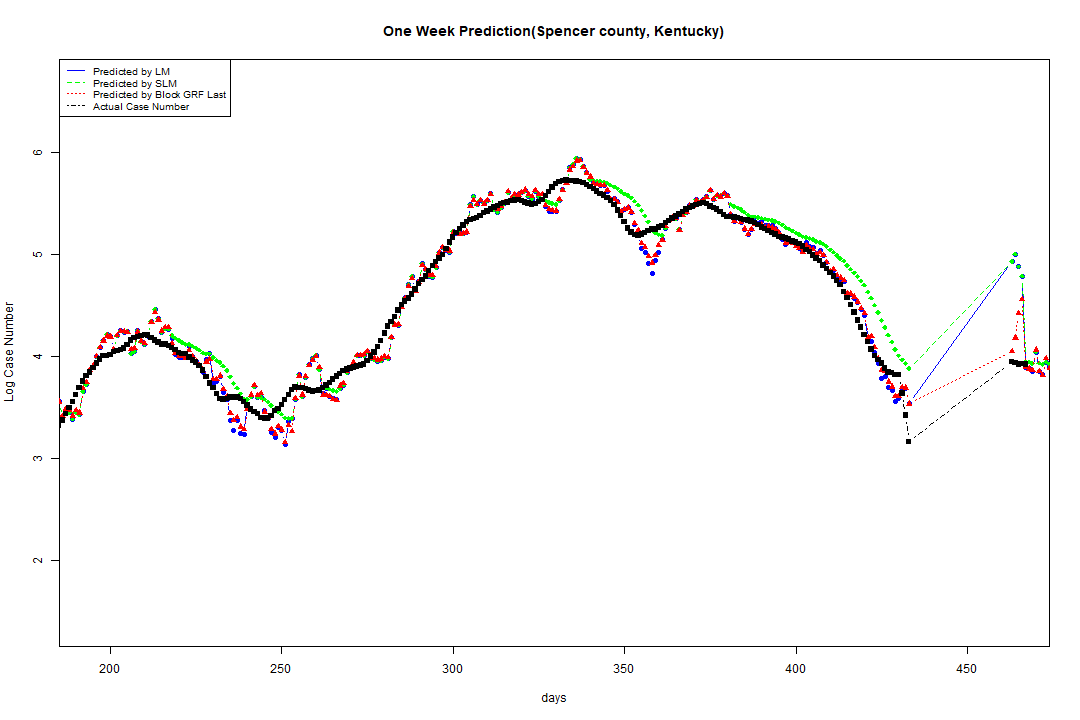 One Week Prediction(Spencer county, Kentucky)
Predicted by LM
Predicted by SLM
Predicted by Block GRF Last
Actual Case Number
6
5
4
3
2
Log Case Number
200 250 300 350 400 450
days